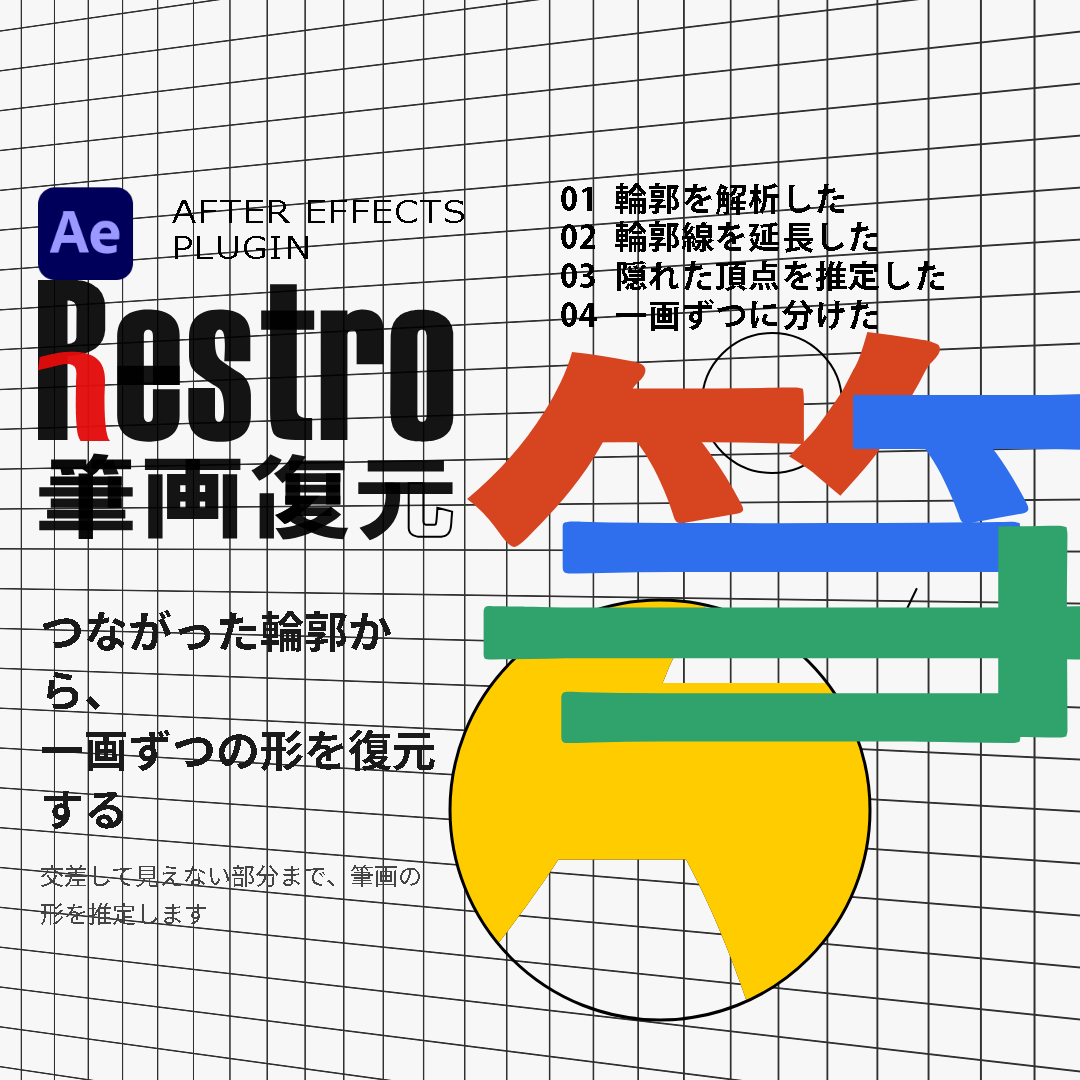 Ae
AFTER EFFECTS
PLUGIN
Restro
筆画復元
01 輪郭を解析した
02 輪郭線を延長した
03 隠れた頂点を推定した
04 一画ずつに分けた
つながった輪郭か
ら、
一画ずつの形を復元
する
交差して見えない部分まで、筆画の
形を推定します